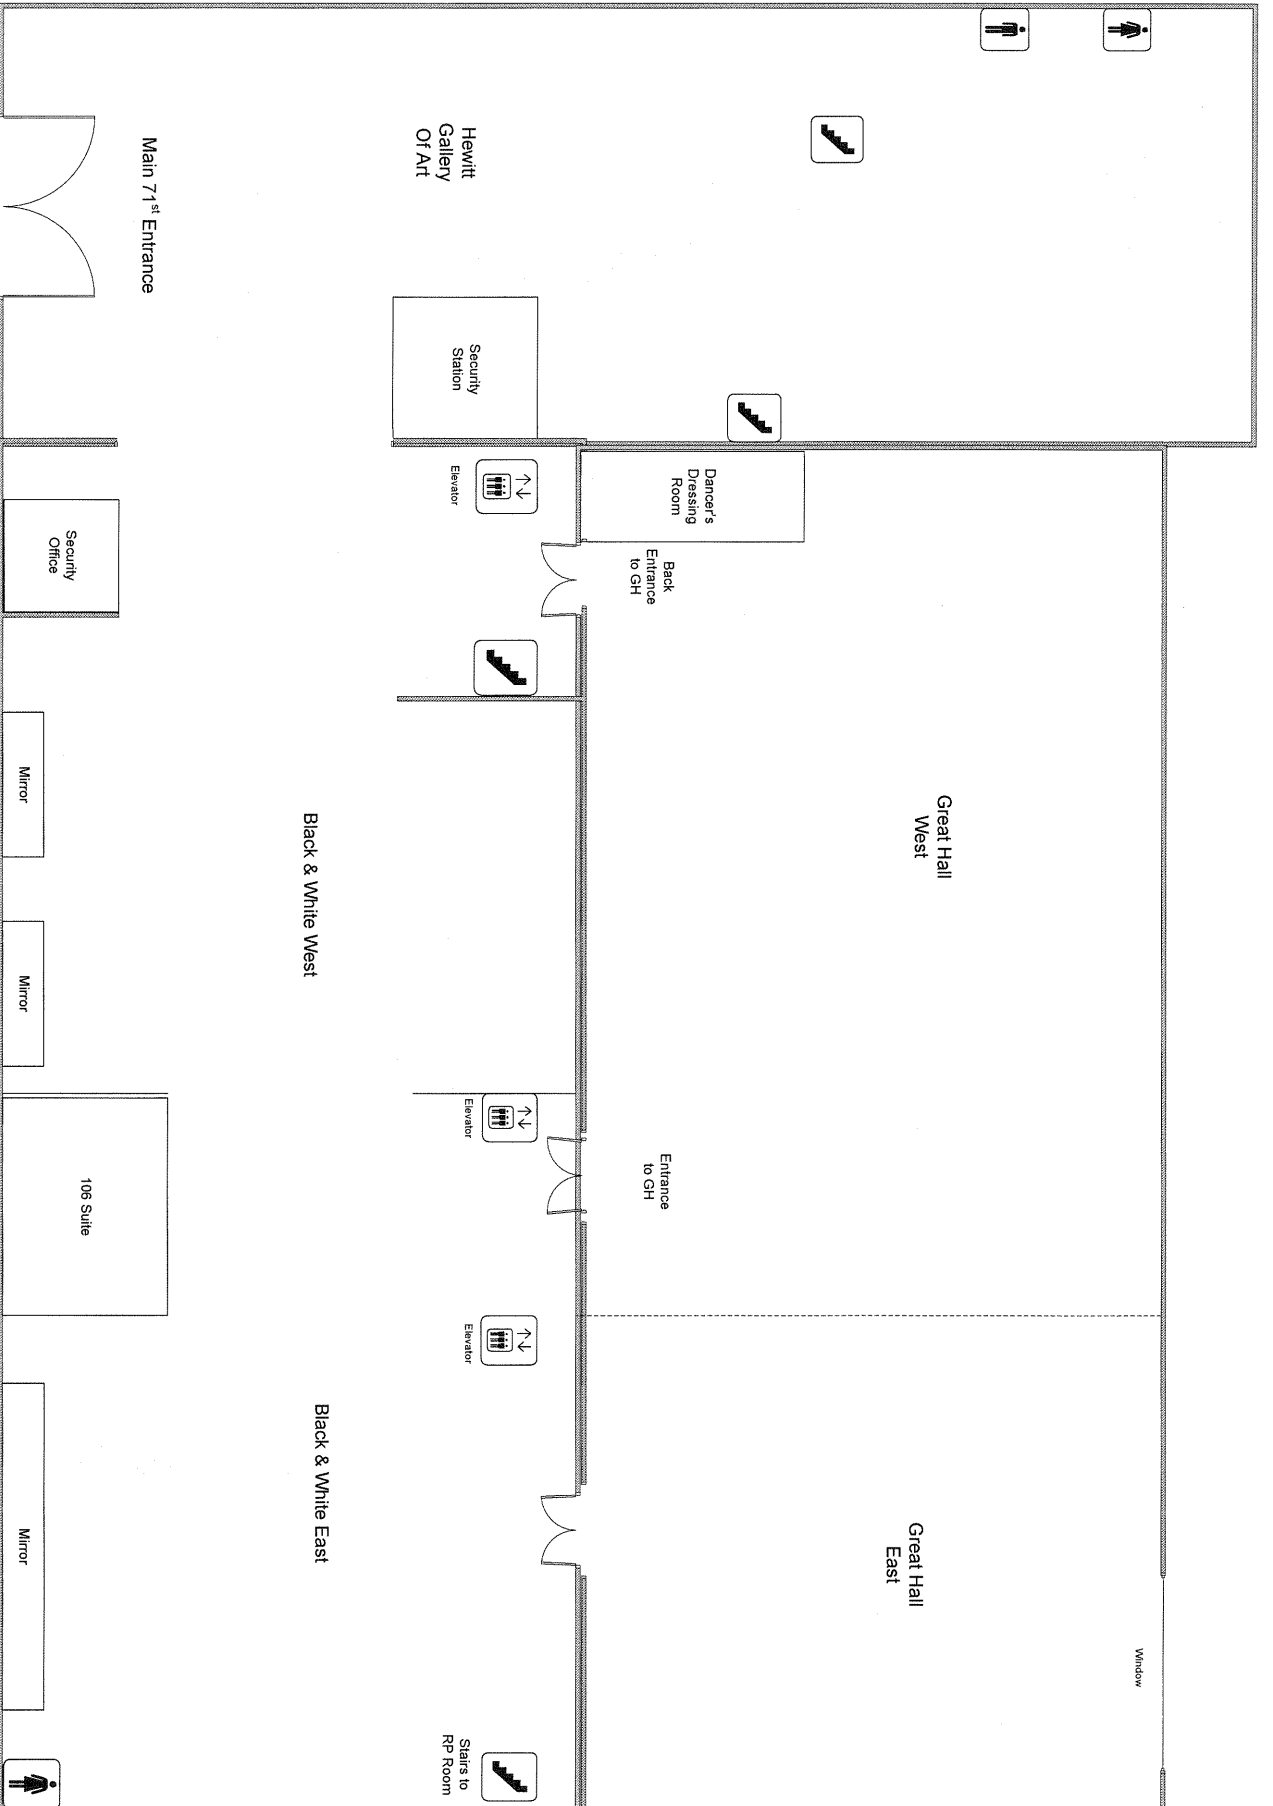 Window
Great Hall
West
Great Hall
East
Dancer's
Dressing
Room
Back
Entrance
to GH
Entrance
to GH
Hewitt
Gallery
Of Art
Security
Station
Elevator
Elevator
Elevator
Stairs to
RP Room
Black & White West
Black & White East
Main 71st Entrance
Security
Office
106 Suite
Mirror
Mirror
Mirror